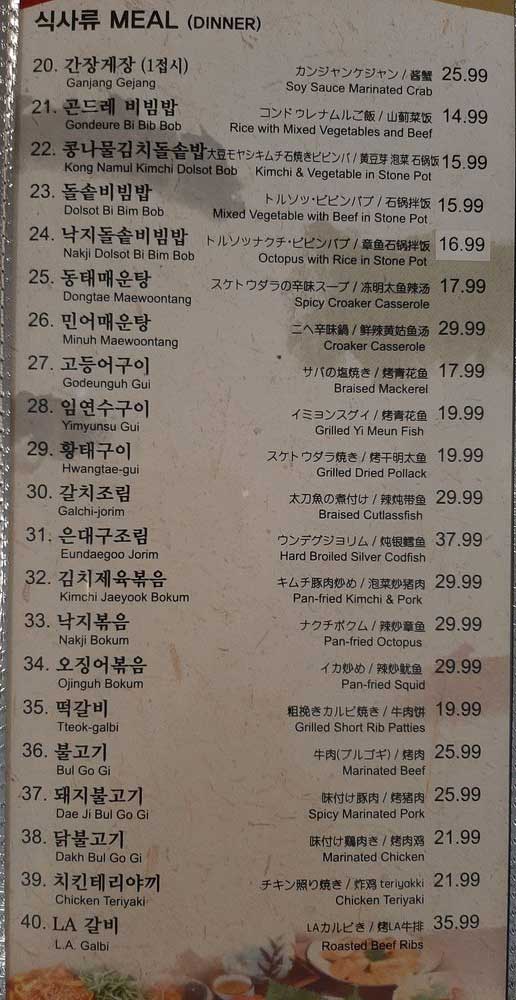 식사류 MEAL (DINNER)
20. 간장게장 (1접시) カンジャンケジャン / 酱蟹 25.99
Ganjang Gejang Soy Sauce Marinated Crab
21. 곤드레 비빔밥 コンドゥレナムルご飯 / 山蓟菜饭 14.99
Gondeure Bi Bib Bob Rice with Mixed Vegetables and Beef
22. 콩나물김치돌솥밥 大豆モヤシキムチ石焼きビビンバ / 黄豆芽 泡菜 石锅饭 15.99
Kong Namul Kimchi Dolsot Bob Kimchi & Vegetable in Stone Pot
23. 돌솥비빔밥 トルソッ・ビビンバプ / 石锅拌饭 15.99
Dolsot Bi Bim Bob Mixed Vegetable with Beef in Stone Pot
24. 낙지돌솥비빔밥 トルソッナクチ・ビビンバプ / 章鱼石锅拌饭 16.99
Nakji Dolsot Bi Bim Bob Octopus with Rice in Stone Pot
25. 동태매운탕 スケトウダラの辛味スープ / 冻明太鱼辣汤 17.99
Dongtae Maewoontang Spicy Croaker Casserole
26. 민어매운탕 ニベ辛味鍋 / 鲜辣黄姑鱼汤 29.99
Minuh Maewoontang Croaker Casserole
27. 고등어구이 サバの塩焼き / 烤青花鱼 17.99
Godeunguh Gui Braised Mackerel
28. 임연수구이 イミョンスグイ / 烤青花鱼 19.99
Yimyunsu Gui Grilled Yi Meun Fish
29. 황태구이 スケトウダラ焼き / 烤干明太鱼 19.99
Hwangtae-gui Grilled Dried Pollack
30. 갈치조림 太刀魚の煮付け / 辣炖带鱼 29.99
Galchi-jorim Braised Cutlassfish
31. 은대구조림 ウンデグジョリム / 炖银鳕鱼 37.99
Eundaegoo Jorim Hard Broiled Silver Codfish
32. 김치제육볶음 キムチ豚肉炒め / 泡菜炒猪肉 29.99
Kimchi Jaeyook Bokum Pan-fried Kimchi & Pork
33. 낙지볶음 ナクチボクム / 辣炒章鱼 29.99
Nakji Bokum Pan-fried Octopus
34. 오징어볶음 イカ炒め / 辣炒鱿鱼 29.99
Ojinguh Bokum Pan-fried Squid
35. 떡갈비 粗挽きカルビ焼き / 牛肉饼 19.99
Tteok-galbi Grilled Short Rib Patties
36. 불고기 牛肉(プルゴギ) / 烤肉 25.99
Bul Go Gi Marinated Beef
37. 돼지불고기 味付け豚肉 / 烤猪肉 25.99
Dae Ji Bul Go Gi Spicy Marinated Pork
38. 닭불고기 味付け鶏肉き / 烤肉鸡 21.99
Dakh Bul Go Gi Marinated Chicken
39. 치킨테리야끼 チキン照り焼き / 炸鸡 teriyakki 21.99
Chicken Teriyaki Chicken Teriyaki
40. LA 갈비 LAカルビき / 烤LA牛排 35.99
L.A. Galbi Roasted Beef Ribs